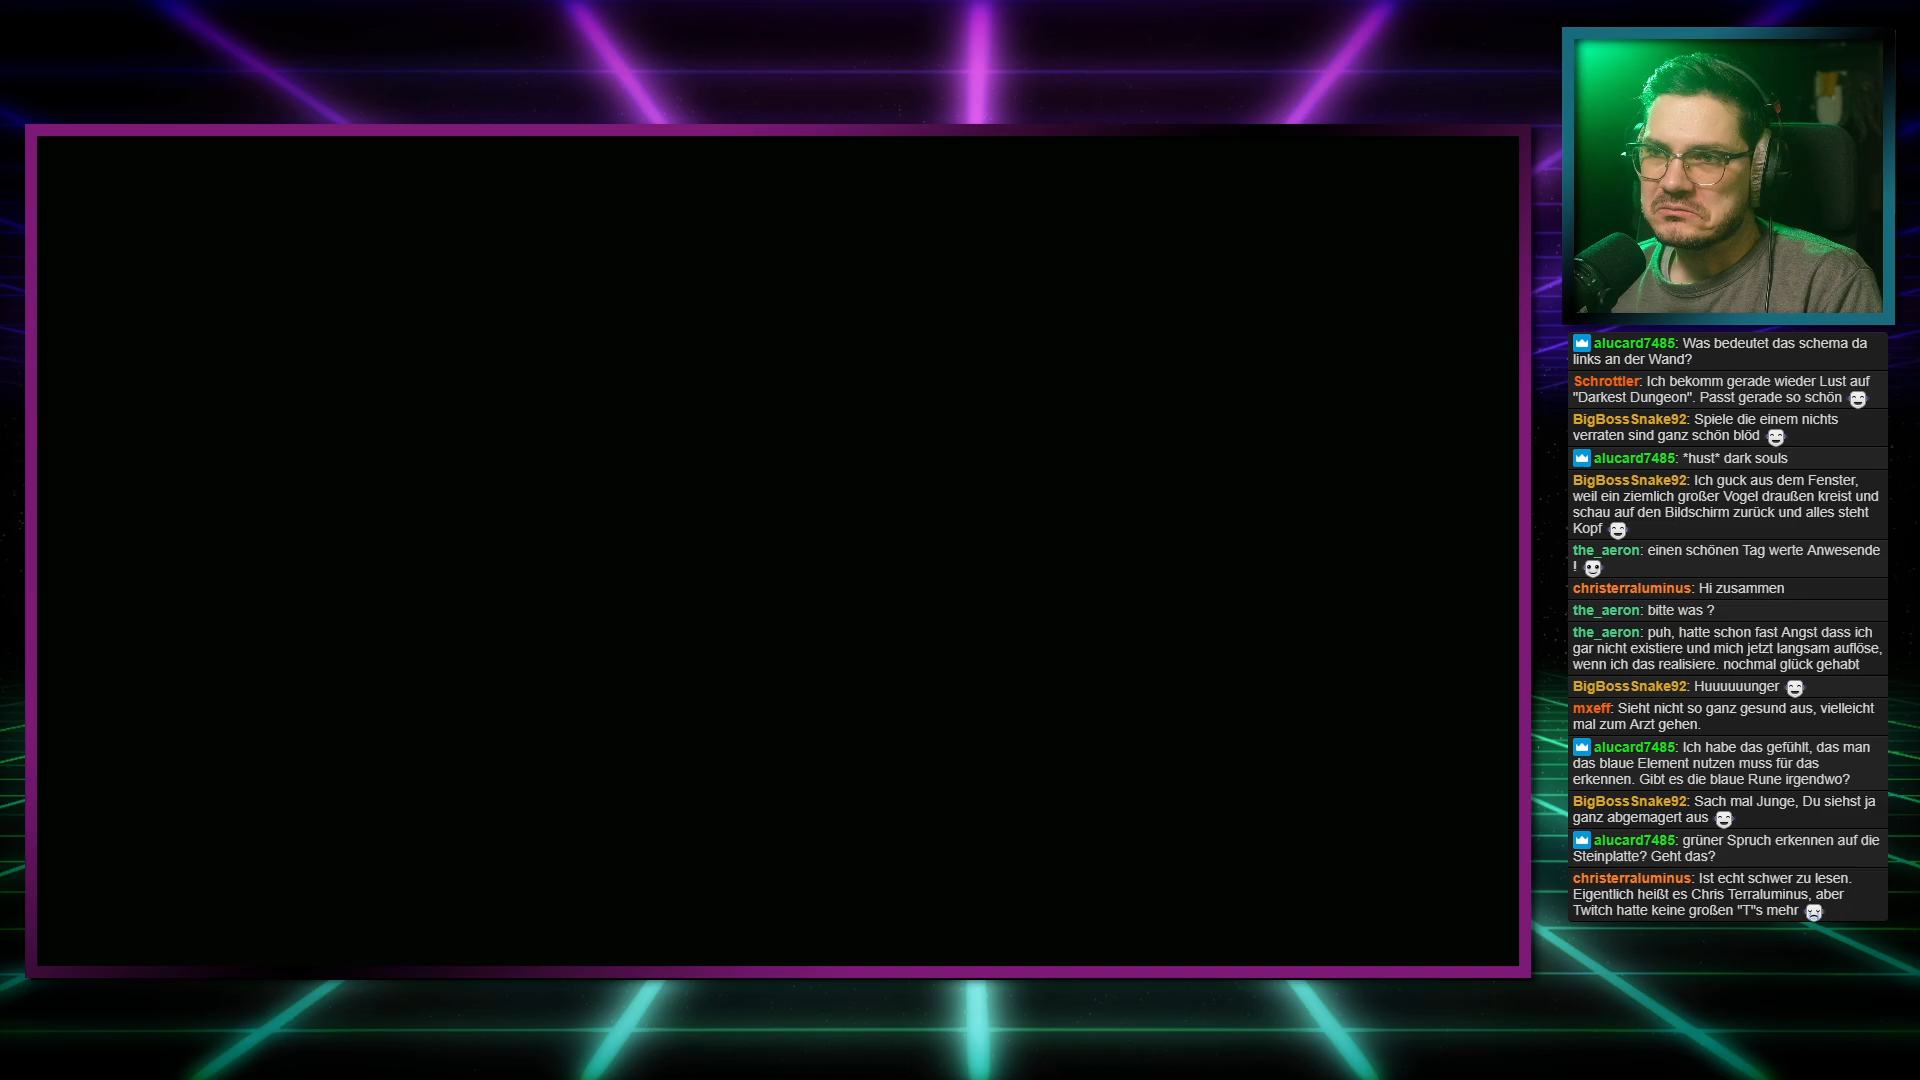 alucard7485: Was bedeutet das schema da
links an der Wand?
Schrottler: Ich bekomm gerade wieder Lust auf
"Darkest Dungeon". Passt gerade so schön
BigBossSnake92: Spiele die einem nichts
verraten sind ganz schön blöd
alucard7485: *hust* dark souls
BigBossSnake92: Ich guck aus dem Fenster,
weil ein ziemlich großer Vogel draußen kreist und
schau auf den Bildschirm zurück und alles steht
Kopf
the_aeron: einen schönen Tag werte Anwesende
!
christerraluminus: Hi zusammen
the_aeron: bitte was ?
the_aeron: puh, hatte schon fast Angst dass ich
gar nicht existiere und mich jetzt langsam auflöse,
wenn ich das realisiere. nochmal glück gehabt
BigBossSnake92: Huuuuuunger
mxeff: Sieht nicht so ganz gesund aus, vielleicht
mal zum Arzt gehen.
alucard7485: Ich habe das gefühlt, das man
das blaue Element nutzen muss für das
erkennen. Gibt es die blaue Rune irgendwo?
BigBossSnake92: Sach mal Junge, Du siehst ja
ganz abgemagert aus
alucard7485: grüner Spruch erkennen auf die
Steinplatte? Geht das?
christerraluminus: Ist echt schwer zu lesen.
Eigentlich heißt es Chris Terraluminus, aber
Twitch hatte keine großen "T"s mehr